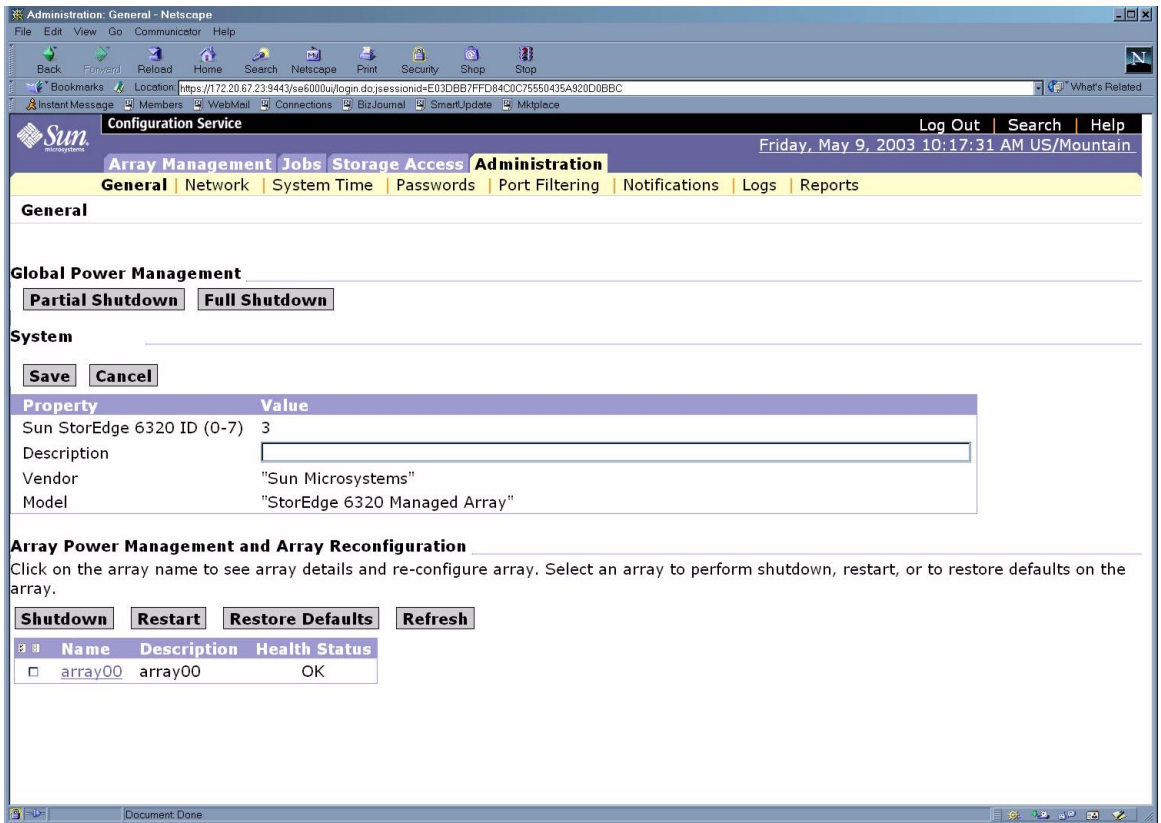 Administration: General - Netscape
File Edit View Go Communicator Help
Back Forward Reload Home Search Netscape Print Security Shop Stop
N
Bookmarks Location: https://172.20.67.23:9443/se6000ui/login.do;jsessionid=E03DBB7FFD84C0C75550435A920D0BBC What's Related
Instant Message Members WebMail Connections BizJournal SmartUpdate Mktplace
Sun microsystems
Configuration Service Log Out | Search | Help
Friday, May 9, 2003 10:17:31 AM US/Mountain
Array Management Jobs Storage Access Administration
General | Network | System Time | Passwords | Port Filtering | Notifications | Logs | Reports
General
Global Power Management
Partial Shutdown Full Shutdown
System
Save Cancel
Property Value
Sun StorEdge 6320 ID (0-7) 3
Description
Vendor "Sun Microsystems"
Model "StorEdge 6320 Managed Array"
Array Power Management and Array Reconfiguration
Click on the array name to see array details and re-configure array. Select an array to perform shutdown, restart, or to restore defaults on the
array.
Shutdown Restart Restore Defaults Refresh
Name Description Health Status
array00 array00 OK
Document: Done